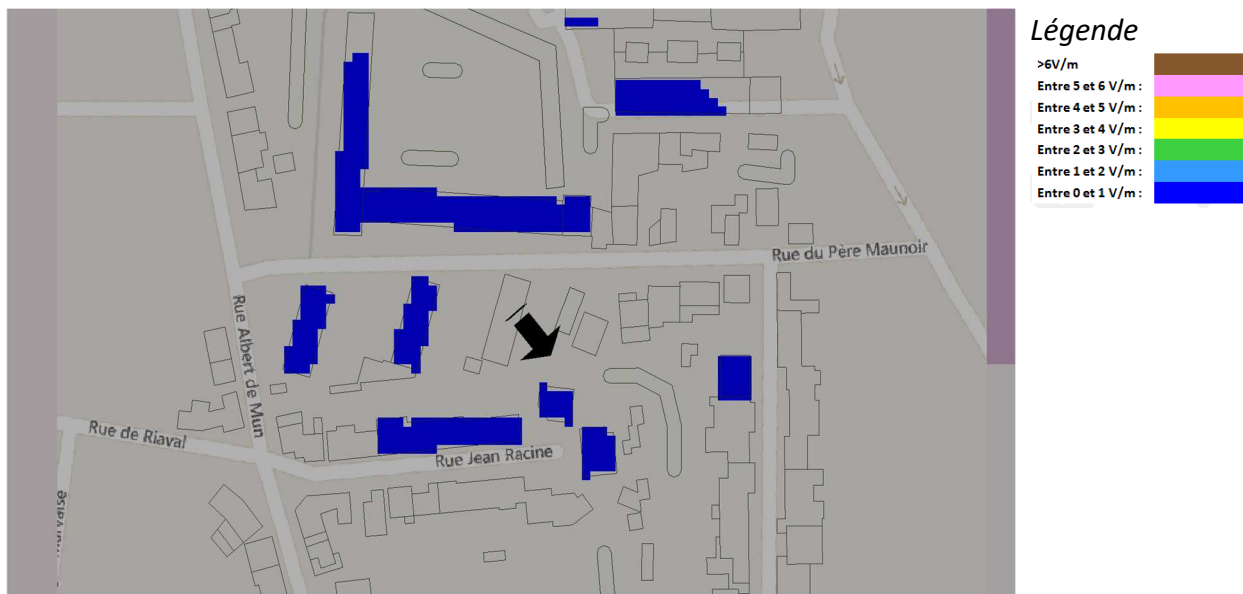 Légende
>6V/m
Entre 5 et 6 V/m :
Entre 4 et 5 V/m :
Entre 3 et 4 V/m :
Entre 2 et 3 V/m :
Entre 1 et 2 V/m :
Entre 0 et 1 V/m :
Rue du Père Maunoir
Rue Albert de Mun
Rue de Riaval
Rue Jean Racine